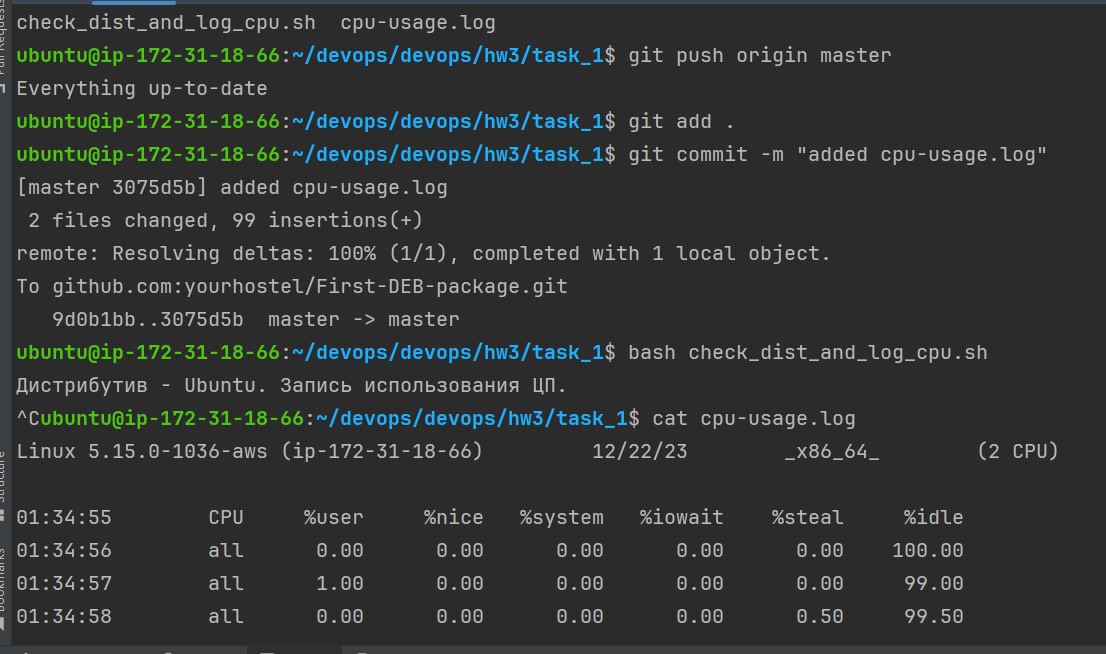 check_dist_and_log_cpu.sh  cpu-usage.log
ubuntu@ip-172-31-18-66:~/devops/devops/hw3/task_1$ git push origin master
Everything up-to-date
ubuntu@ip-172-31-18-66:~/devops/devops/hw3/task_1$ git add .
ubuntu@ip-172-31-18-66:~/devops/devops/hw3/task_1$ git commit -m "added cpu-usage.log"
[master 3075d5b] added cpu-usage.log
 2 files changed, 99 insertions(+)
remote: Resolving deltas: 100% (1/1), completed with 1 local object.
To github.com:yourhostel/First-DEB-package.git
   9d0b1bb..3075d5b  master -> master
ubuntu@ip-172-31-18-66:~/devops/devops/hw3/task_1$ bash check_dist_and_log_cpu.sh
Дистрибутив - Ubuntu. Запись использования ЦП.
^Cubuntu@ip-172-31-18-66:~/devops/devops/hw3/task_1$ cat cpu-usage.log
Linux 5.15.0-1036-aws (ip-172-31-18-66)         12/22/23        _x86_64_        (2 CPU)

01:34:55        CPU     %user     %nice   %system   %iowait    %steal     %idle
01:34:56        all      0.00      0.00      0.00      0.00      0.00    100.00
01:34:57        all      1.00      0.00      0.00      0.00      0.00     99.00
01:34:58        all      0.00      0.00      0.00      0.00      0.50     99.50